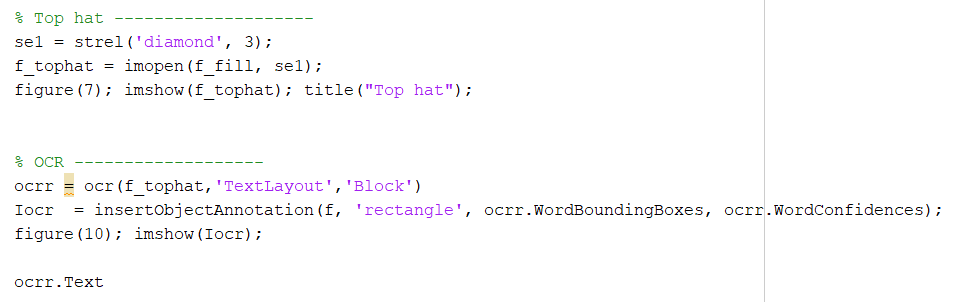 % Top hat --------------------
se1 = strel('diamond', 3);
f_tophat = imopen(f_fill, se1);
figure(7); imshow(f_tophat); title("Top hat");
% OCR -------------------
ocrr = ocr(f_tophat,'TextLayout','Block')
Iocr  = insertObjectAnnotation(f, 'rectangle', ocrr.WordBoundingBoxes, ocrr.WordConfidences);
figure(10); imshow(Iocr);
ocrr.Text